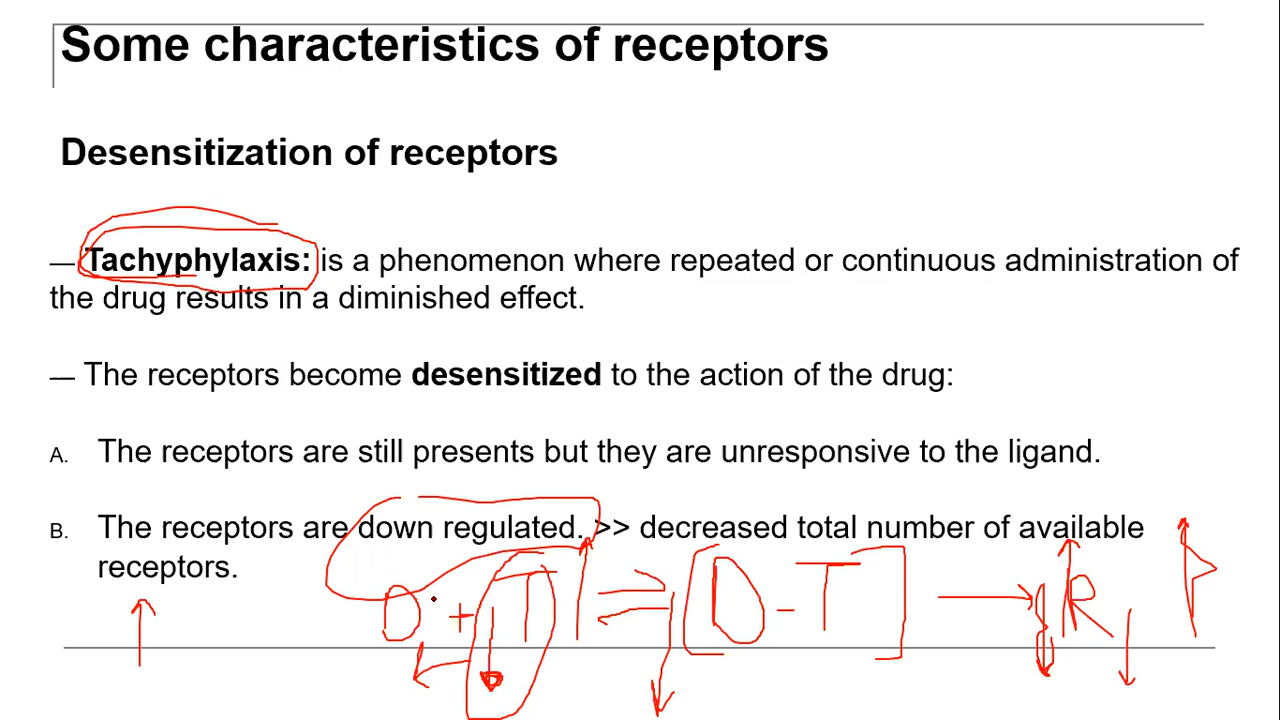 Some characteristics of receptors
Desensitization of receptors
— Tachyphylaxis: is a phenomenon where repeated or continuous administration of
the drug results in a diminished effect.
— The receptors become desensitized to the action of the drug:
A. The receptors are still presents but they are unresponsive to the ligand.
B. The receptors are down regulated. >> decreased total number of available
receptors.
D + T ⇌ [D - T] → R